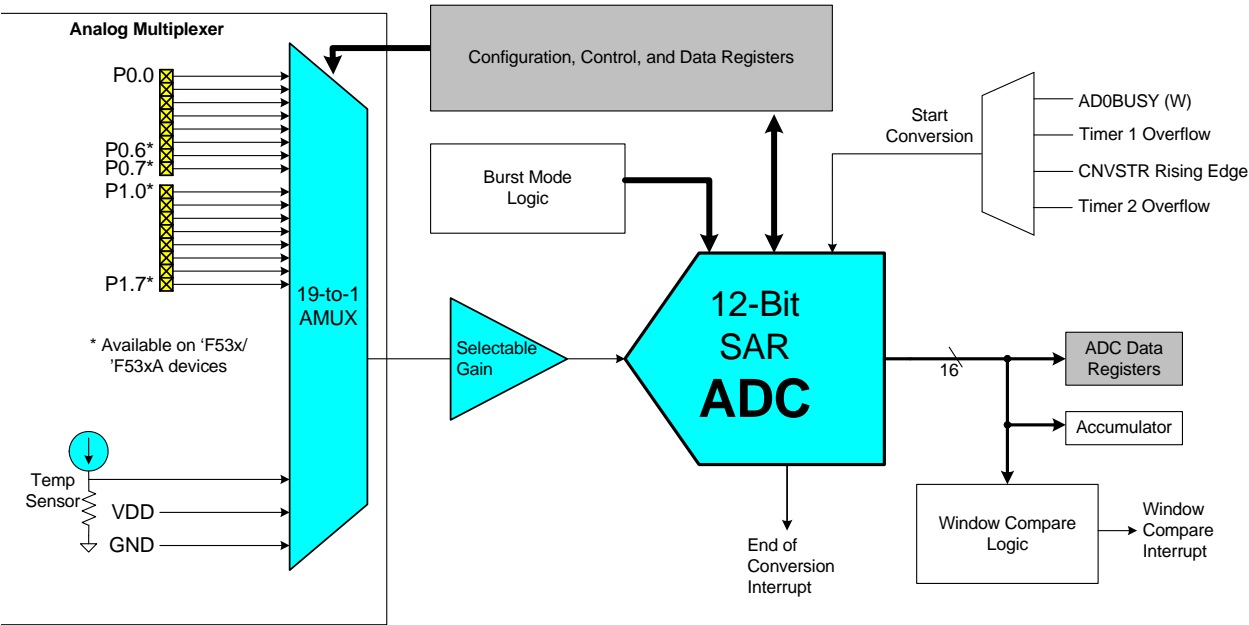 Analog Multiplexer
P0.0
P0.6*
P0.7*
P1.0*
P1.7*
19-to-1
AMUX
* Available on ‘F53x/
’F53xA devices
Temp
Sensor
VDD
GND
Configuration, Control, and Data Registers
Burst Mode
Logic
Start
Conversion
AD0BUSY (W)
Timer 1 Overflow
CNVSTR Rising Edge
Timer 2 Overflow
Selectable
Gain
12-Bit
SAR
ADC
16
ADC Data
Registers
Accumulator
Window Compare
Logic
Window
Compare
Interrupt
End of
Conversion
Interrupt